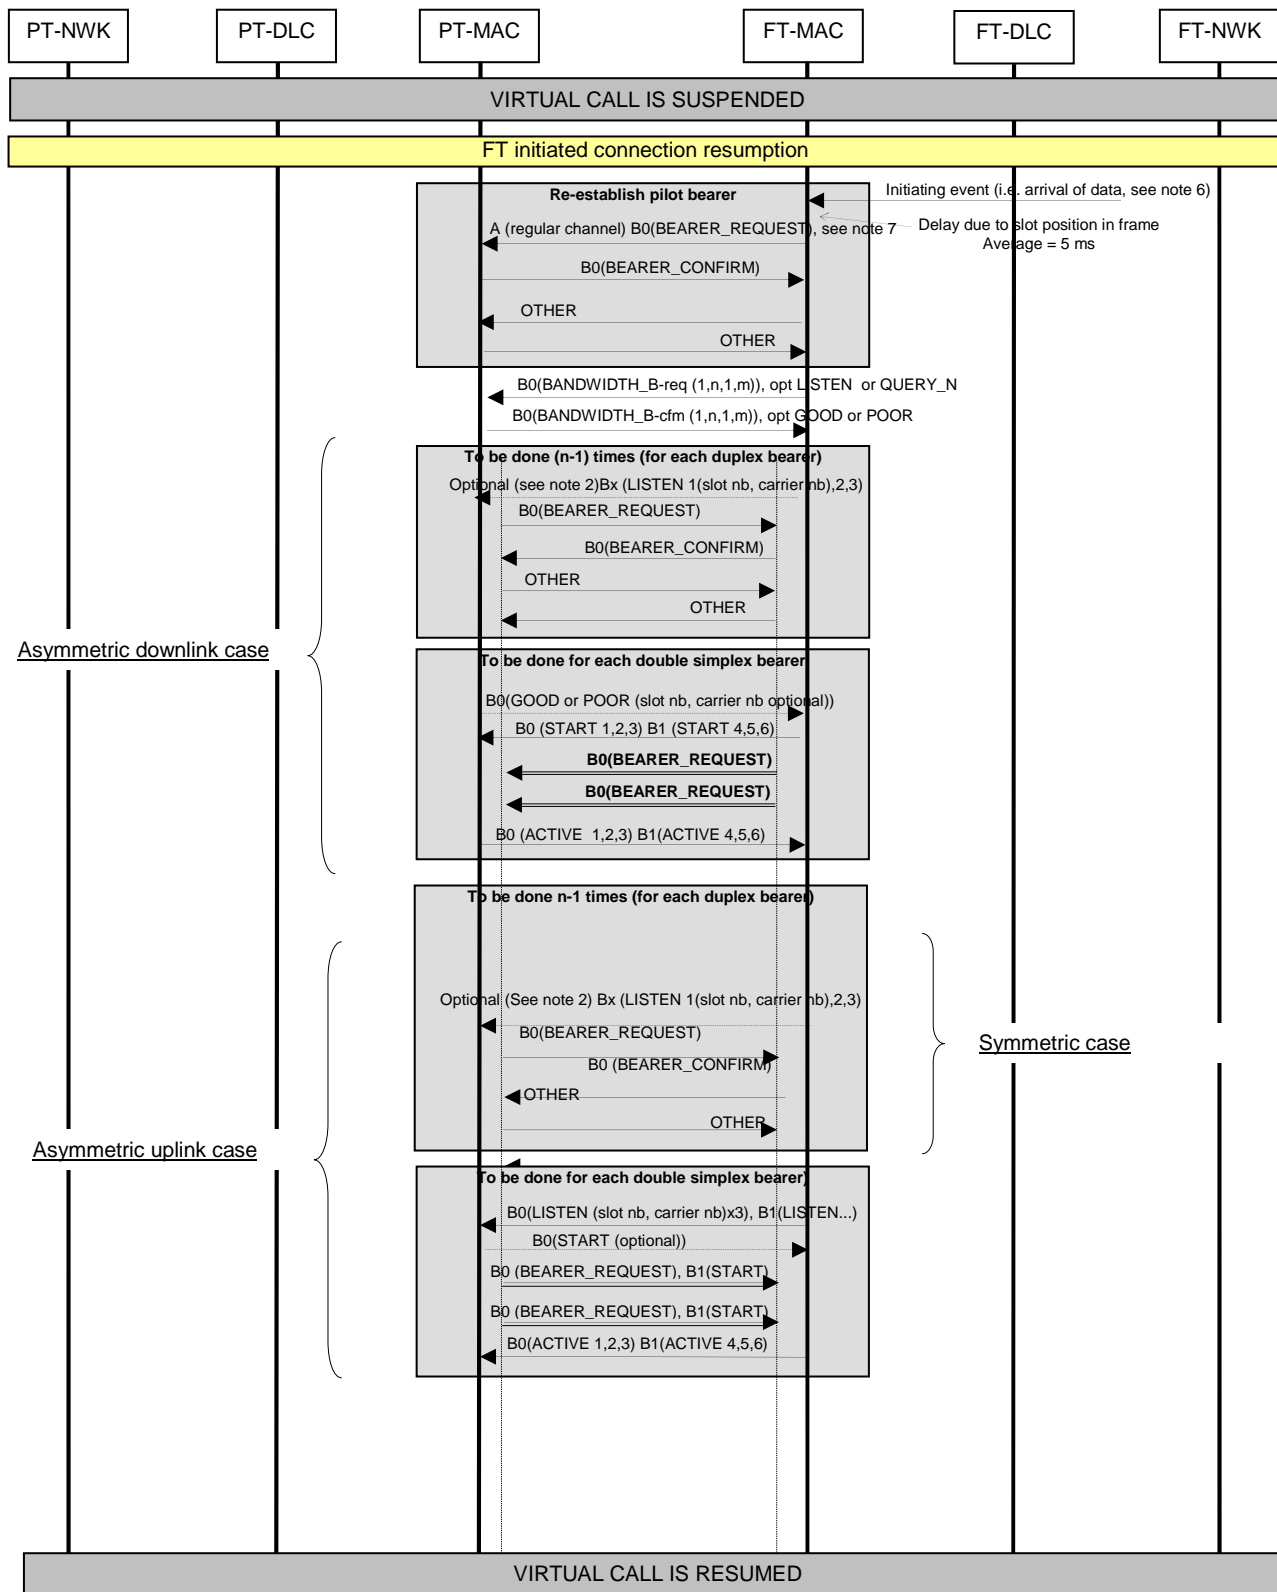 PT-NWK PT-DLC PT-MAC FT-MAC FT-DLC FT-NWK
VIRTUAL CALL IS SUSPENDED
FT initiated connection resumption
Re-establish pilot bearer
Initiating event (i.e. arrival of data, see note 6)
A (regular channel) B0(BEARER_REQUEST), see note 7
Delay due to slot position in frame
Average = 5 ms
B0(BEARER_CONFIRM)
OTHER
OTHER
B0(BANDWIDTH_B-req (1,n,1,m)), opt LISTEN or QUERY_N
B0(BANDWIDTH_B-cfm (1,n,1,m)), opt GOOD or POOR
To be done (n-1) times (for each duplex bearer)
Optional (see note 2)Bx (LISTEN 1(slot nb, carrier nb),2,3)
B0(BEARER_REQUEST)
B0(BEARER_CONFIRM)
OTHER
OTHER
Asymmetric downlink case
To be done for each double simplex bearer
B0(GOOD or POOR (slot nb, carrier nb optional))
B0 (START 1,2,3) B1 (START 4,5,6)
B0(BEARER_REQUEST)
B0(BEARER_REQUEST)
B0 (ACTIVE 1,2,3) B1(ACTIVE 4,5,6)
To be done n-1 times (for each duplex bearer)
Optional (See note 2) Bx (LISTEN 1(slot nb, carrier nb),2,3)
B0(BEARER_REQUEST)
Symmetric case
B0 (BEARER_CONFIRM)
OTHER
OTHER
Asymmetric uplink case
To be done for each double simplex bearer)
B0(LISTEN (slot nb, carrier nb)x3), B1(LISTEN...)
B0(START (optional))
B0 (BEARER_REQUEST), B1(START)
B0 (BEARER_REQUEST), B1(START)
B0(ACTIVE 1,2,3) B1(ACTIVE 4,5,6)
VIRTUAL CALL IS RESUMED